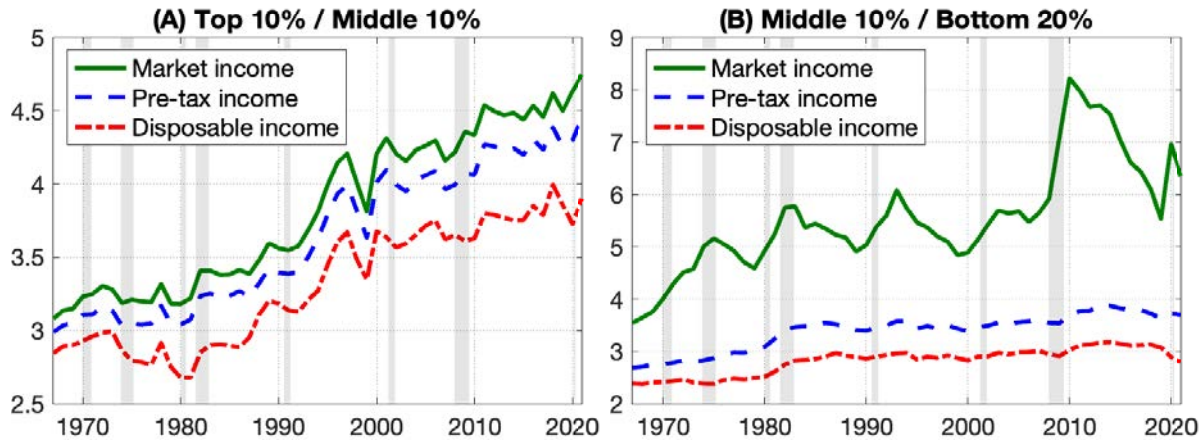 (A) Top 10% / Middle 10%
5
4.5
4
3.5
3
2.5
Market income
Pre-tax income
Disposable income
1970 1980 1990 2000 2010 2020
(B) Middle 10% / Bottom 20%
9
8
7
6
5
4
3
2
Market income
Pre-tax income
Disposable income
1970 1980 1990 2000 2010 2020